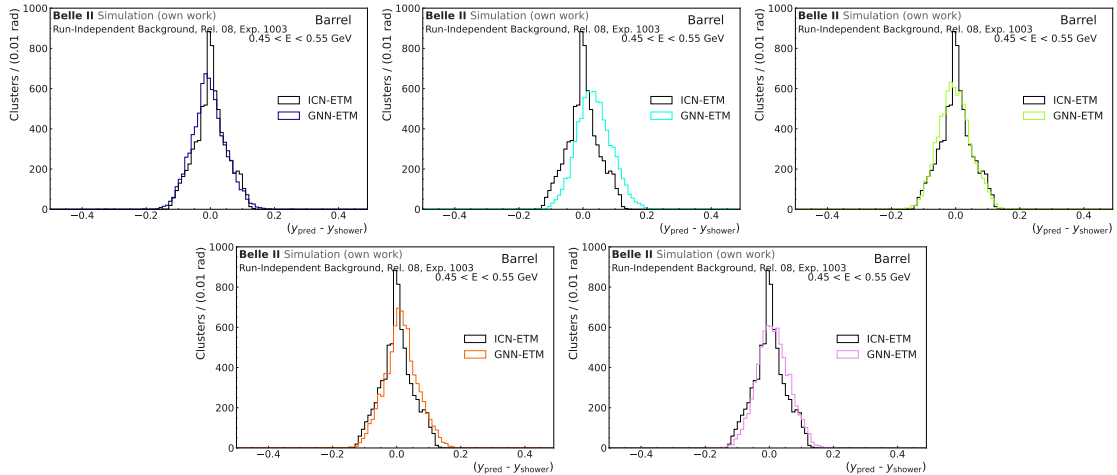 Belle II Simulation (own work)
Barrel
Run-Independent Background, Rel. 08, Exp. 1003
0.45 < E < 0.55 GeV
Clusters / (0.01 rad)
1000
800
600
400
200
0
ICN-ETM
GNN-ETM
−0.4 −0.2 0.0 0.2 0.4
(y_pred - y_shower)
Belle II Simulation (own work)
Barrel
Run-Independent Background, Rel. 08, Exp. 1003
0.45 < E < 0.55 GeV
Clusters / (0.01 rad)
1000
800
600
400
200
0
ICN-ETM
GNN-ETM
−0.4 −0.2 0.0 0.2 0.4
(y_pred - y_shower)
Belle II Simulation (own work)
Barrel
Run-Independent Background, Rel. 08, Exp. 1003
0.45 < E < 0.55 GeV
Clusters / (0.01 rad)
1000
800
600
400
200
0
ICN-ETM
GNN-ETM
−0.4 −0.2 0.0 0.2 0.4
(y_pred - y_shower)
Belle II Simulation (own work)
Barrel
Run-Independent Background, Rel. 08, Exp. 1003
0.45 < E < 0.55 GeV
Clusters / (0.01 rad)
1000
800
600
400
200
0
ICN-ETM
GNN-ETM
−0.4 −0.2 0.0 0.2 0.4
(y_pred - y_shower)
Belle II Simulation (own work)
Barrel
Run-Independent Background, Rel. 08, Exp. 1003
0.45 < E < 0.55 GeV
Clusters / (0.01 rad)
1000
800
600
400
200
0
ICN-ETM
GNN-ETM
−0.4 −0.2 0.0 0.2 0.4
(y_pred - y_shower)